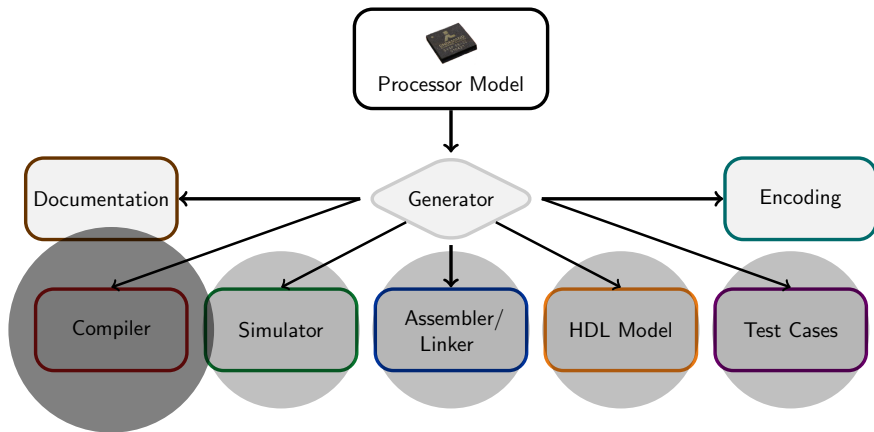 Processor Model
Documentation
Generator
Encoding
Compiler
Simulator
Assembler/
Linker
HDL Model
Test Cases